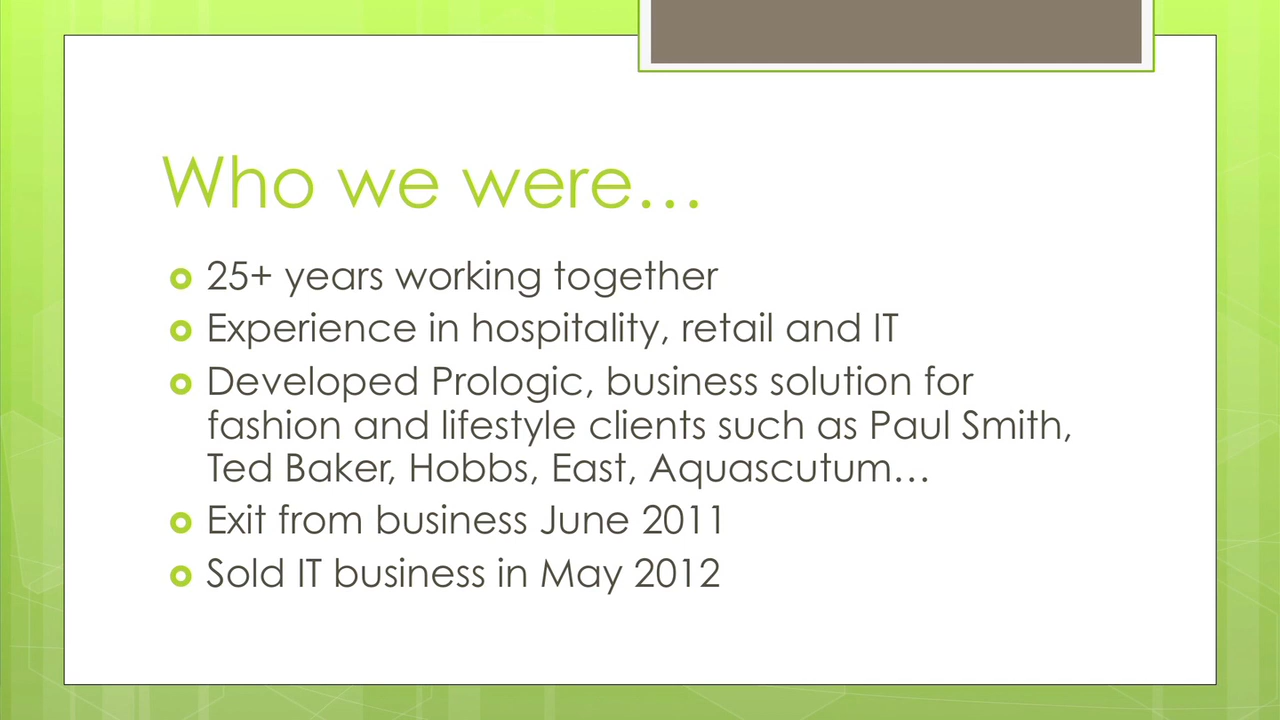 Who we were…
25+ years working together
Experience in hospitality, retail and IT
Developed Prologic, business solution for
fashion and lifestyle clients such as Paul Smith,
Ted Baker, Hobbs, East, Aquascutum…
Exit from business June 2011
Sold IT business in May 2012